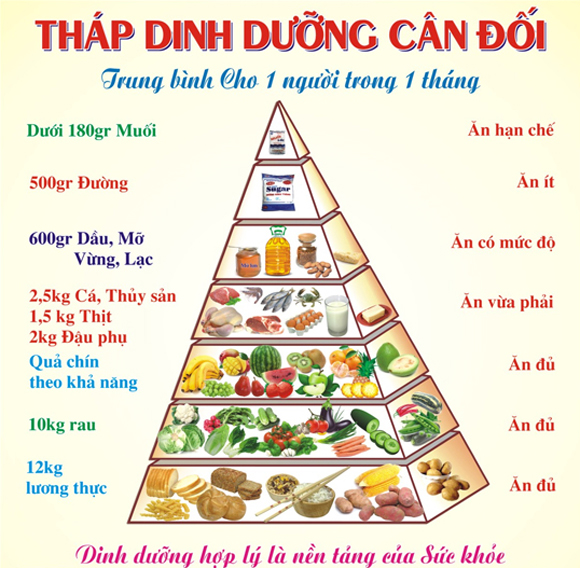 THÁP DINH DƯỠNG CÂN ĐỐI
Trung bình Cho 1 người trong 1 tháng
Dưới 180gr Muối
Ăn hạn chế
500gr Đường
Ăn ít
Sugar
600gr Dầu, Mỡ
Vừng, Lạc
Ăn có mức độ
2,5kg Cá, Thủy sản
1,5 kg Thịt
2kg Đậu phụ
Ăn vừa phải
Quả chín
theo khả năng
Ăn đủ
10kg rau
Ăn đủ
12kg
lương thực
Ăn đủ
Dinh dưỡng hợp lý là nền tảng của Sức khỏe